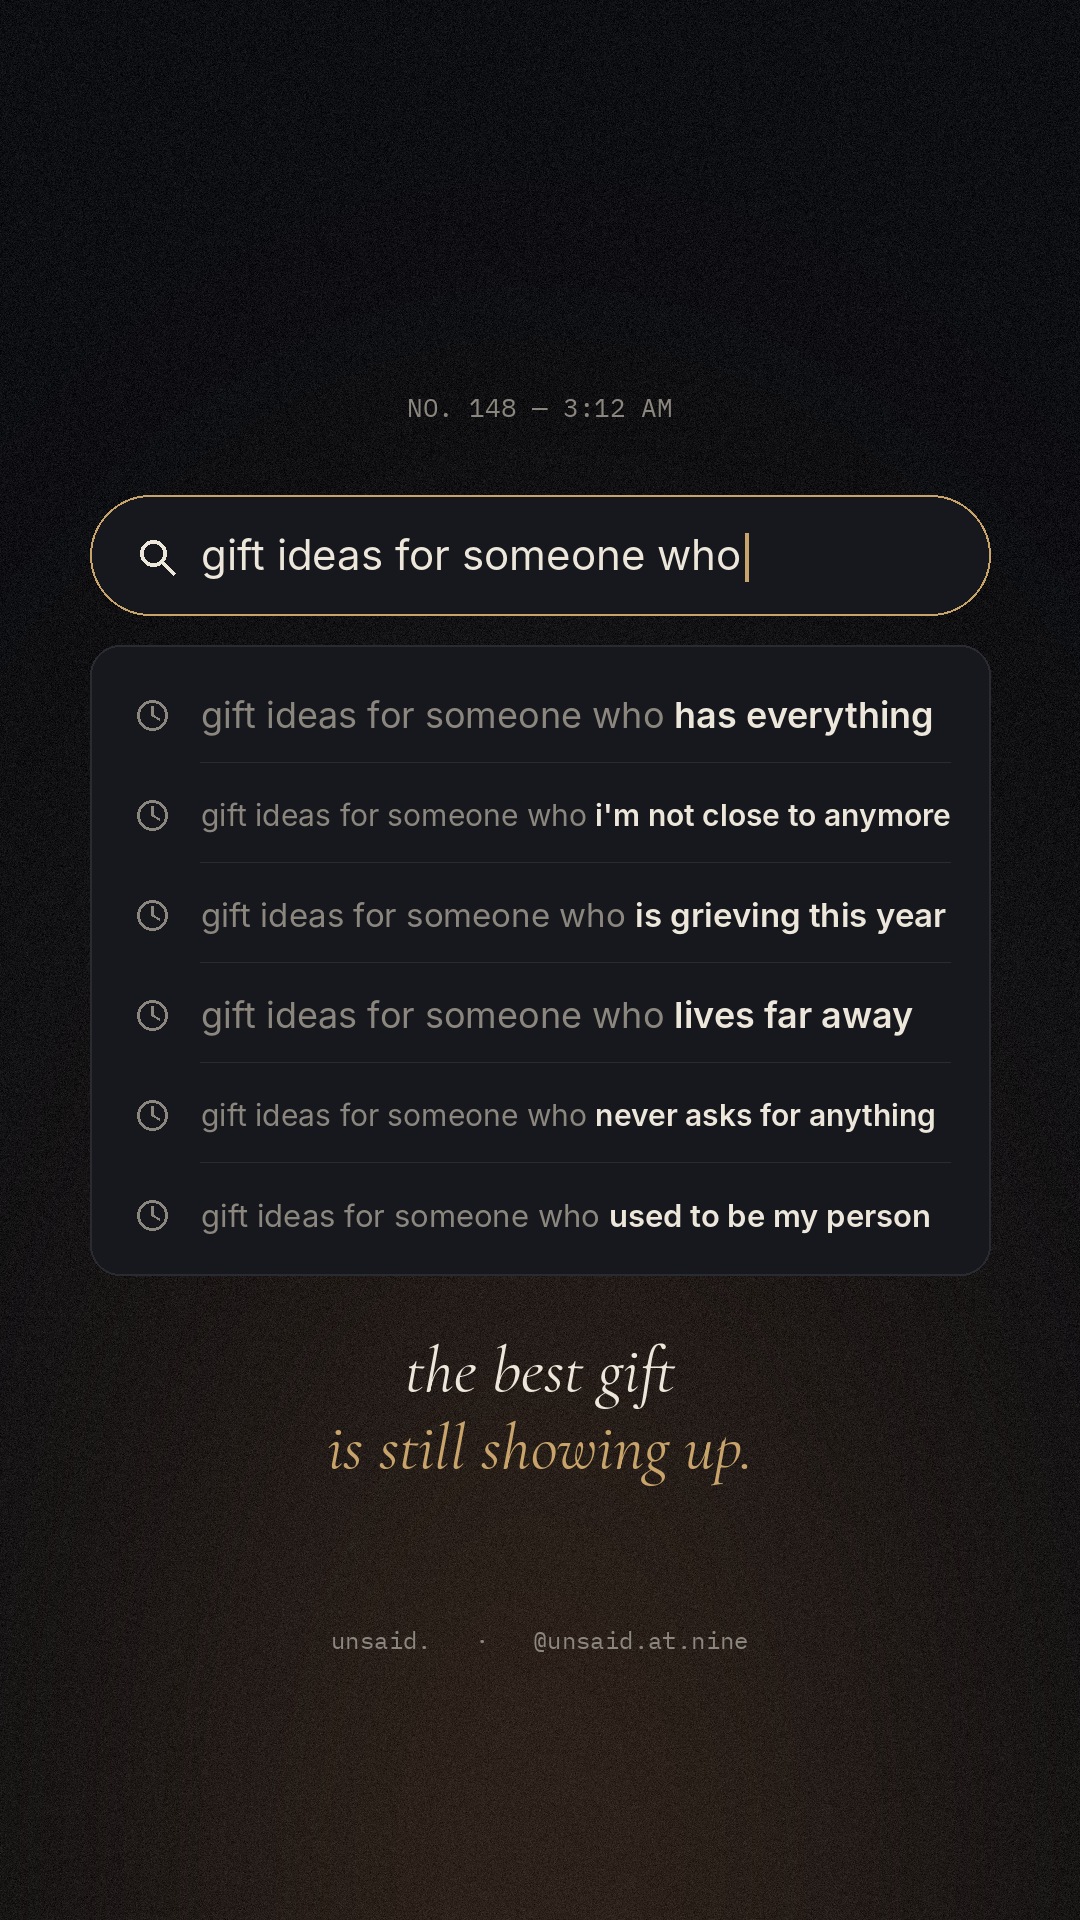 NO. 148 — 3:12 AM
gift ideas for someone who
gift ideas for someone who has everything
gift ideas for someone who i'm not close to anymore
gift ideas for someone who is grieving this year
gift ideas for someone who lives far away
gift ideas for someone who never asks for anything
gift ideas for someone who used to be my person
the best gift
is still showing up.
unsaid. · @unsaid.at.nine